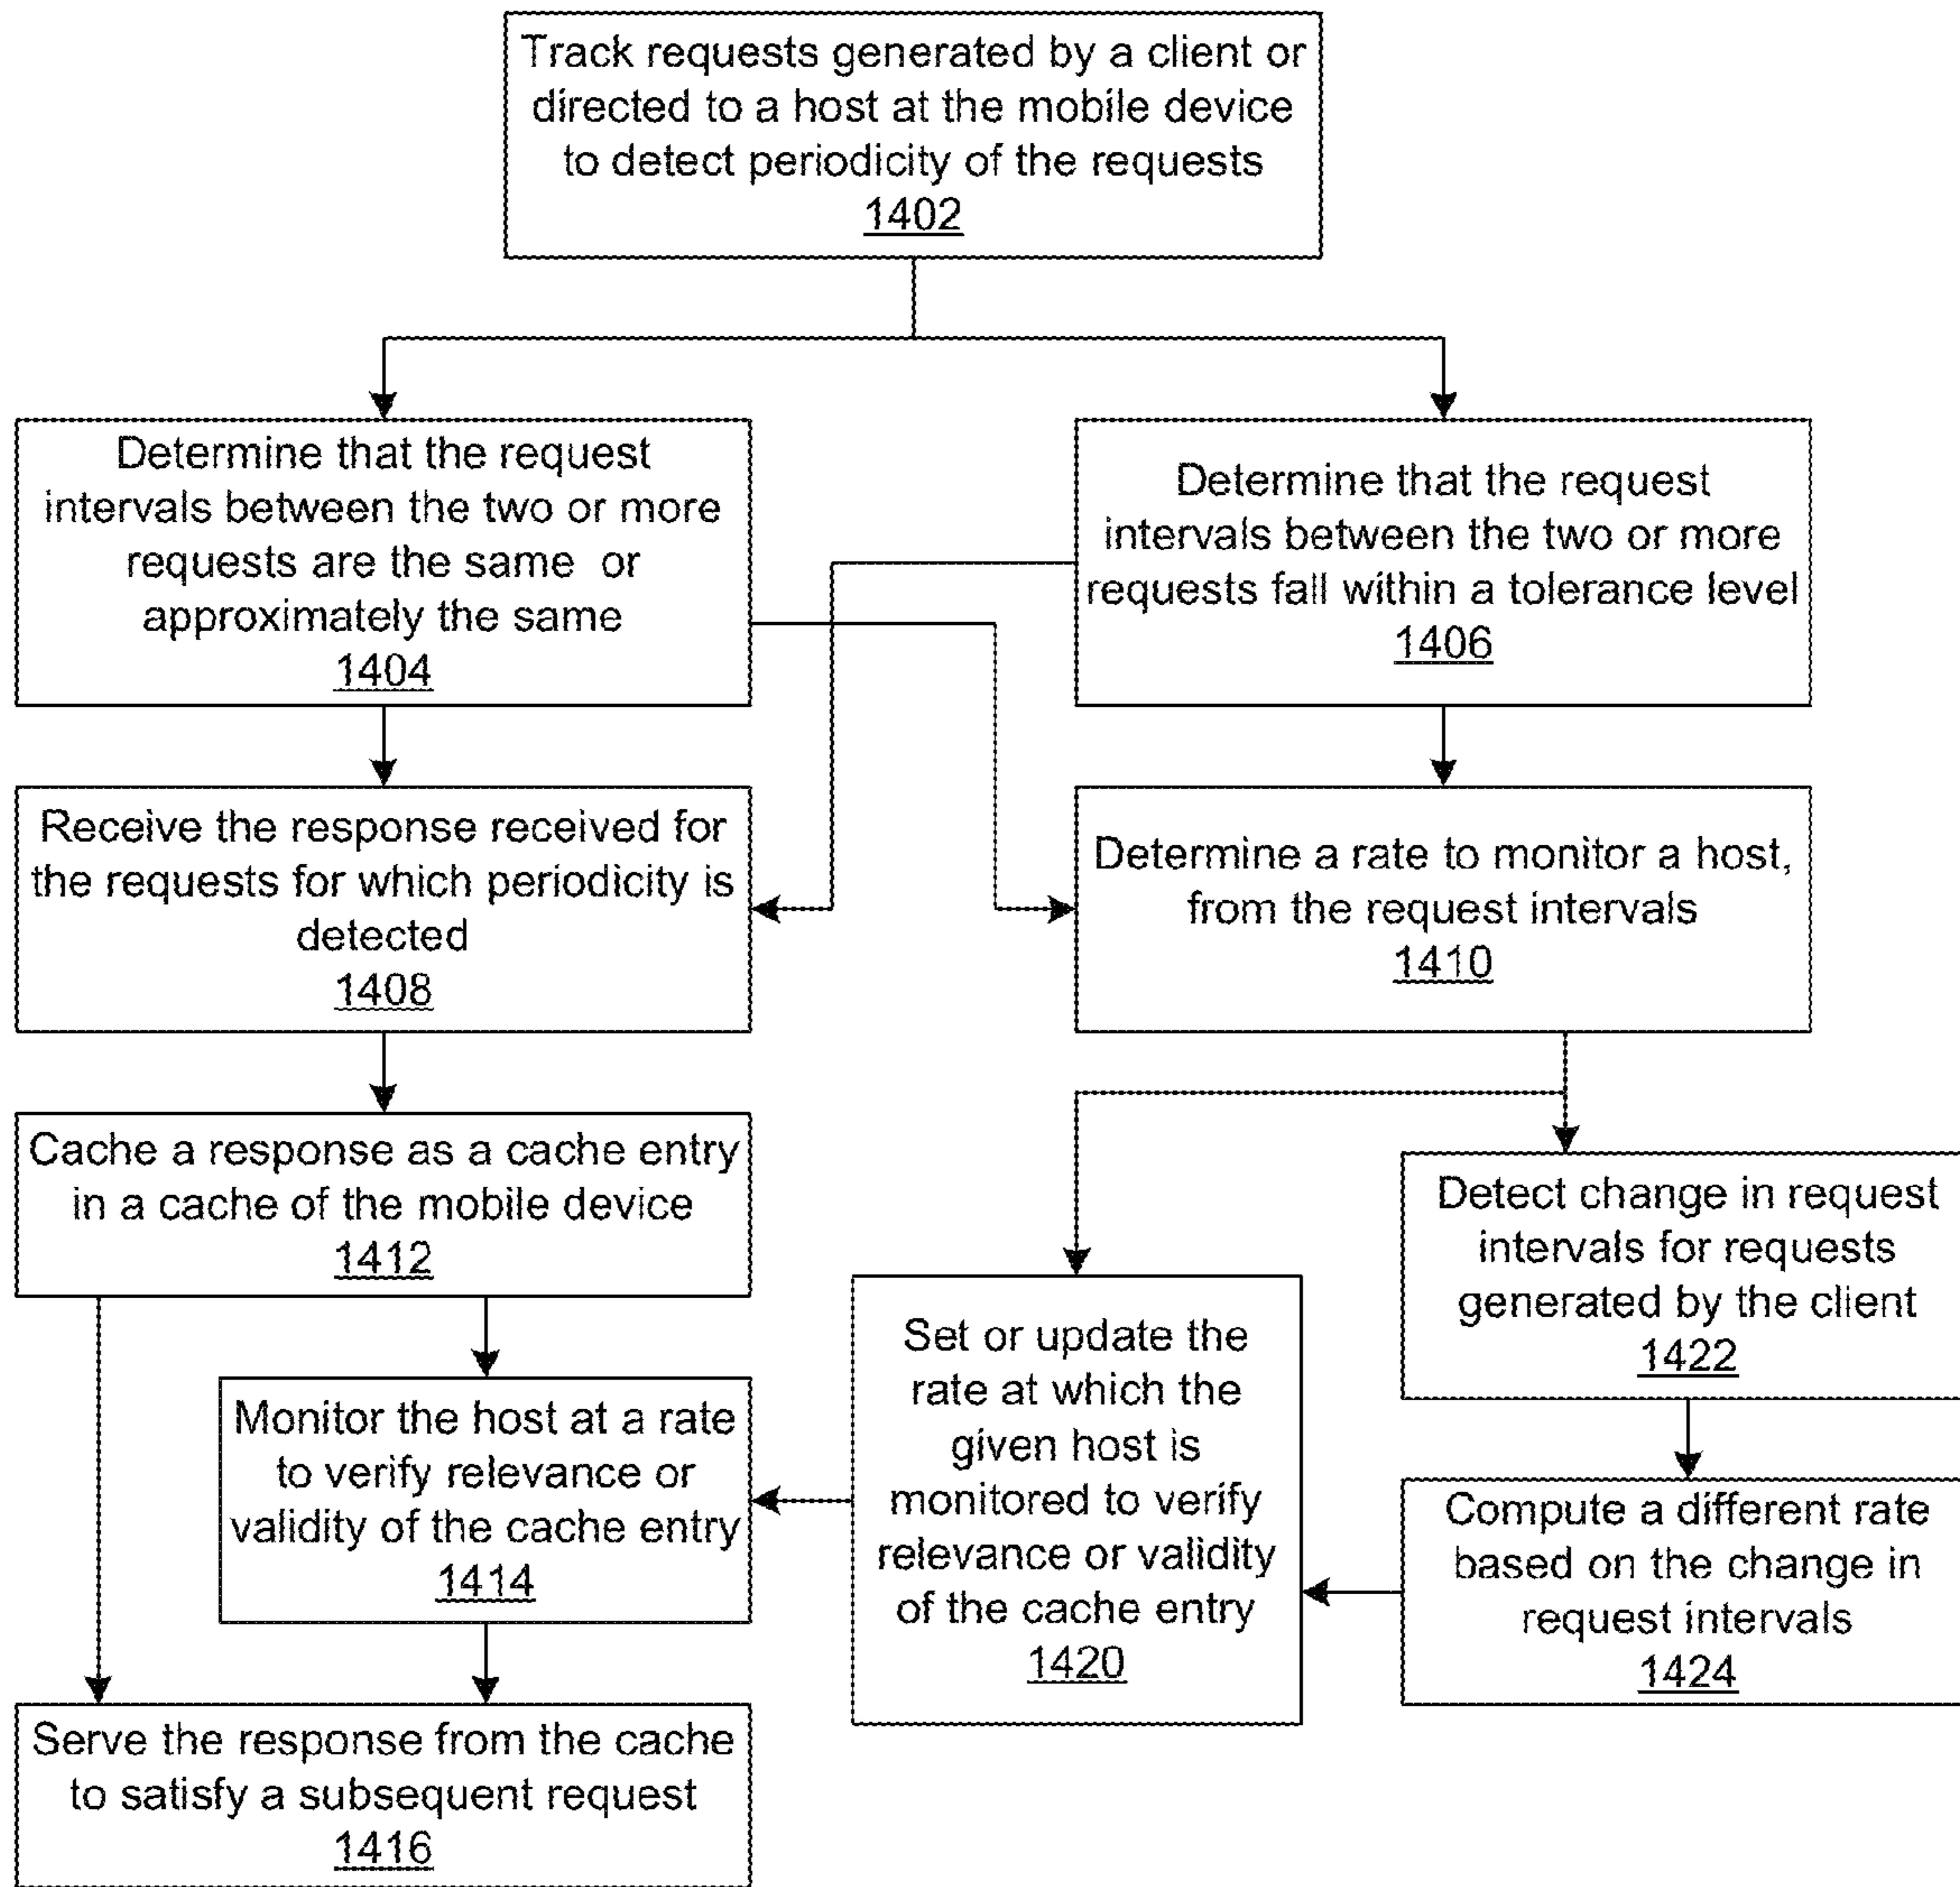 Track requests generated by a client or
directed to a host at the mobile device
to detect periodicity of the requests
1402
Determine that the request
intervals between the two or more
requests are the same or
approximately the same
1404
Determine that the request
intervals between the two or more
requests fall within a tolerance level
1406
Receive the response received for
the requests for which periodicity is
detected
1408
Determine a rate to monitor a host,
from the request intervals
1410
Cache a response as a cache entry
in a cache of the mobile device
1412
Detect change in request
intervals for requests
generated by the client
1422
Set or update the
rate at which the
given host is
monitored to verify
relevance or validity
of the cache entry
1420
Monitor the host at a rate
to verify relevance or
validity of the cache entry
1414
Compute a different rate
based on the change in
request intervals
1424
Serve the response from the cache
to satisfy a subsequent request
1416